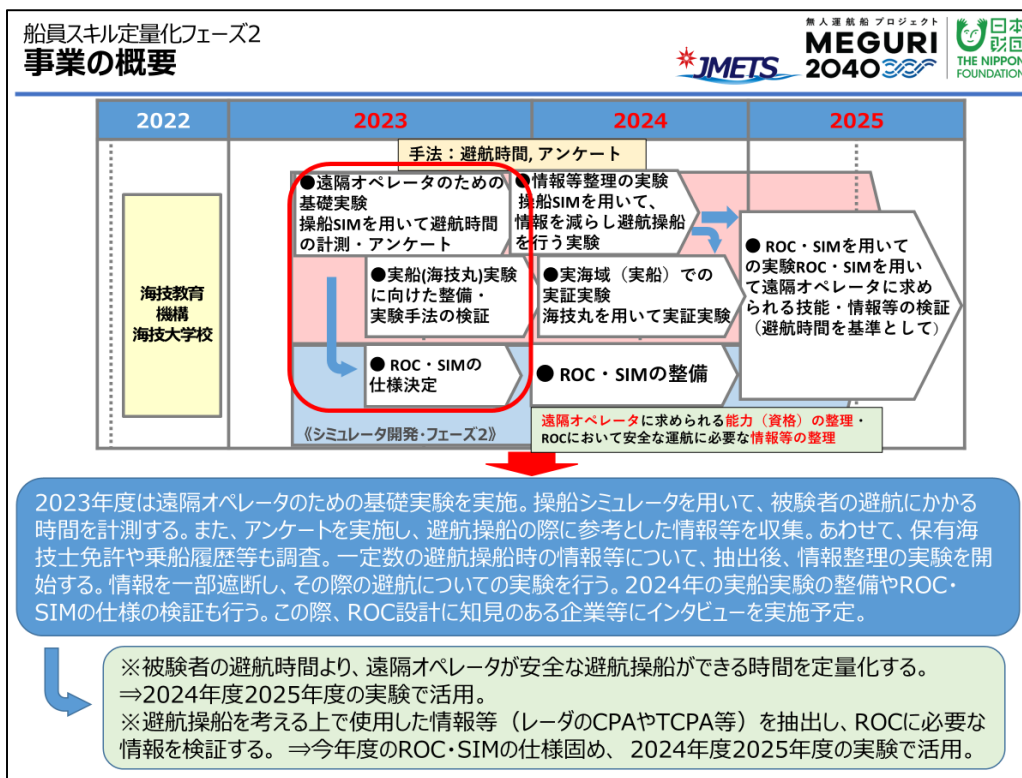 船員スキル定量化フェーズ2
事業の概要
JMETS
無人運航船プロジェクト
MEGURI
2040
日本
財団
THE NIPPON
FOUNDATION
2022
2023
2024
2025
手法：避航時間, アンケート
海技教育
機構
海技大学校
●遠隔オペレータのための
基礎実験
操船SIMを用いて避航時間
の計測・アンケート
●情報等整理の実験
操船SIMを用いて、
情報を減らし避航操船
を行う実験
●実船(海技丸)実験
に向けた整備・
実験手法の検証
●実海域（実船）での
実証実験
海技丸を用いて実証実験
● ROC・SIMを用いて
の実験ROC・SIMを用い
て遠隔オペレータに求め
られる技能・情報等の検証
（避航時間を基準として）
● ROC・SIMの
仕様決定
● ROC・SIMの整備
《シミュレータ開発・フェーズ2》
遠隔オペレータに求められる能力（資格）の整理・
ROCにおいて安全な運航に必要な情報等の整理
2023年度は遠隔オペレータのための基礎実験を実施。操船シミュレータを用いて、被験者の避航にかかる
時間を計測する。また、アンケートを実施し、避航操船の際に参考とした情報等を収集。あわせて、保有海
技士免許や乗船履歴等も調査。一定数の避航操船時の情報等について、抽出後、情報整理の実験を開
始する。情報を一部遮断し、その際の避航についての実験を行う。2024年の実船実験の整備やROC・
SIMの仕様の検証も行う。この際、ROC設計に知見のある企業等にインタビューを実施予定。
※被験者の避航時間より、遠隔オペレータが安全な避航操船ができる時間を定量化する。
⇒2024年度2025年度の実験で活用。
※避航操船を考える上で使用した情報等（レーダのCPAやTCPA等）を抽出し、ROCに必要な
情報を検証する。 ⇒今年度のROC・SIMの仕様固め、 2024年度2025年度の実験で活用。